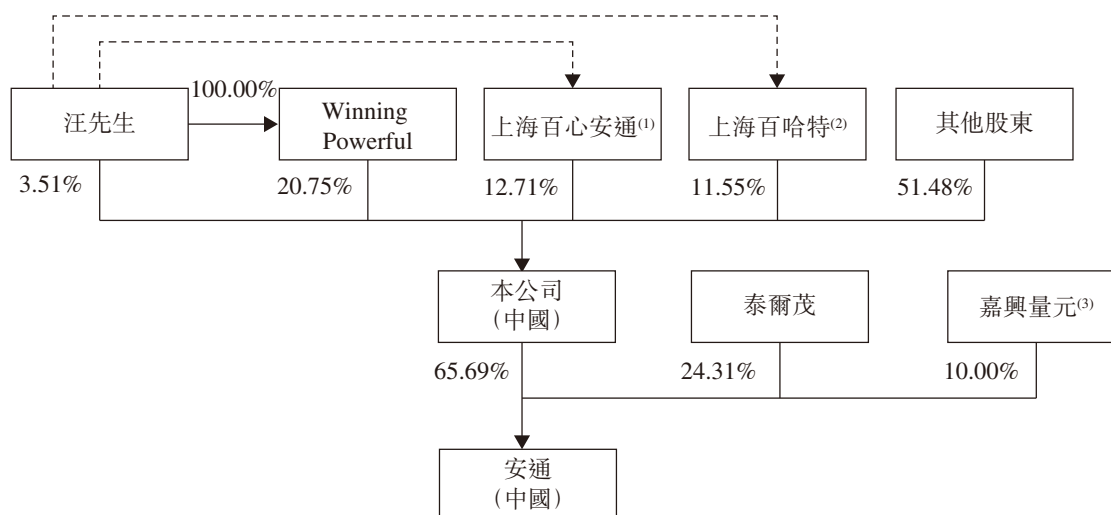 100.00%
汪先生
Winning
Powerful
上海百心安通(1)
上海百哈特(2)
其他股東
3.51%
20.75%
12.71%
11.55%
51.48%
本公司
（中國）
泰爾茂
嘉興量元(3)
65.69%
24.31%
10.00%
安通
（中國）